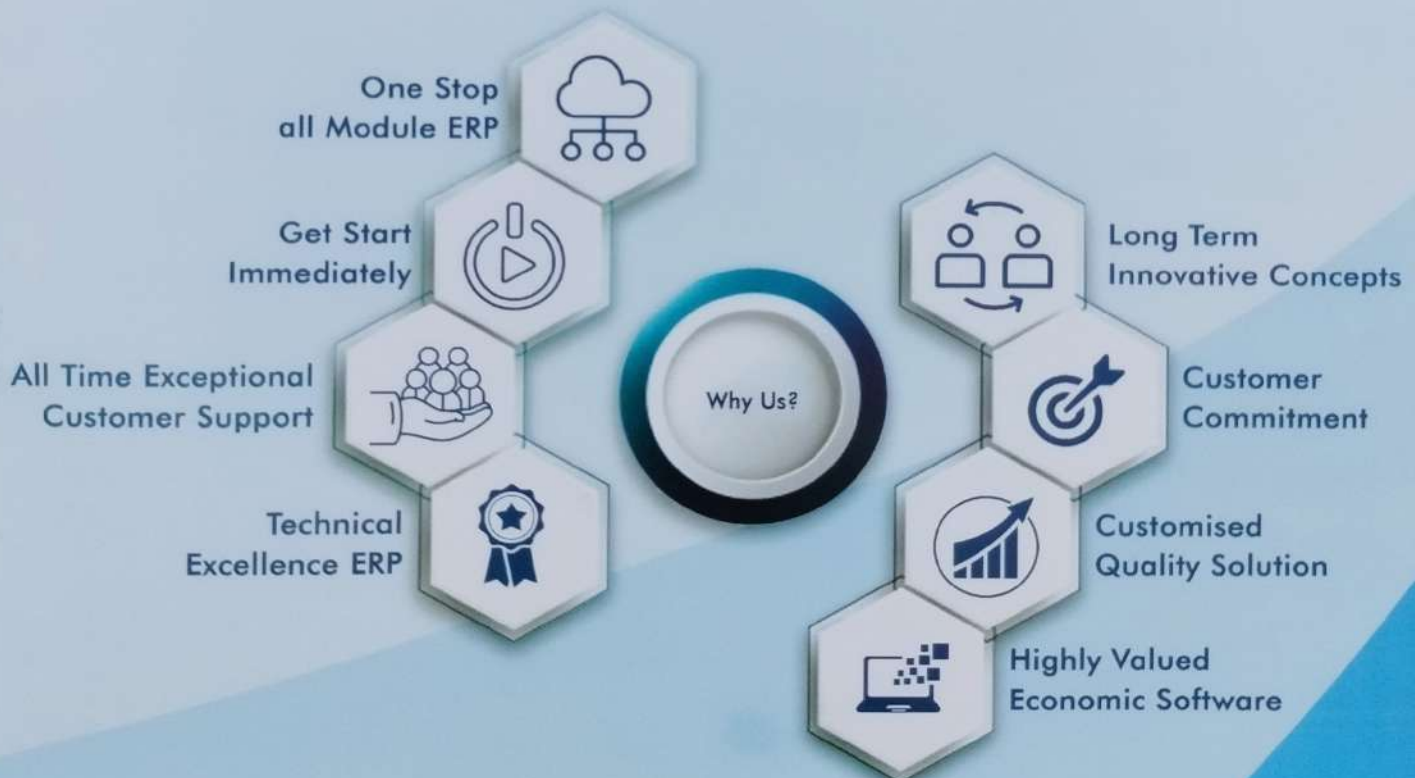 One Stop
all Module ERP
Get Start
Immediately
All Time Exceptional
Customer Support
Technical
Excellence ERP
Why Us?
Long Term
Innovative Concepts
Customer
Commitment
Customised
Quality Solution
Highly Valued
Economic Software